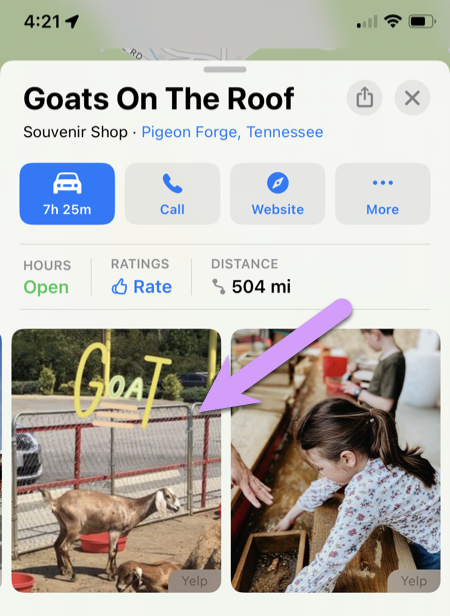 4:21
RD
Goats On The Roof
Souvenir Shop · Pigeon Forge, Tennessee
7h 25m
Call
Website
More
HOURS
RATINGS
DISTANCE
Open
Rate
504 mi
GOAT
Yelp
Yelp